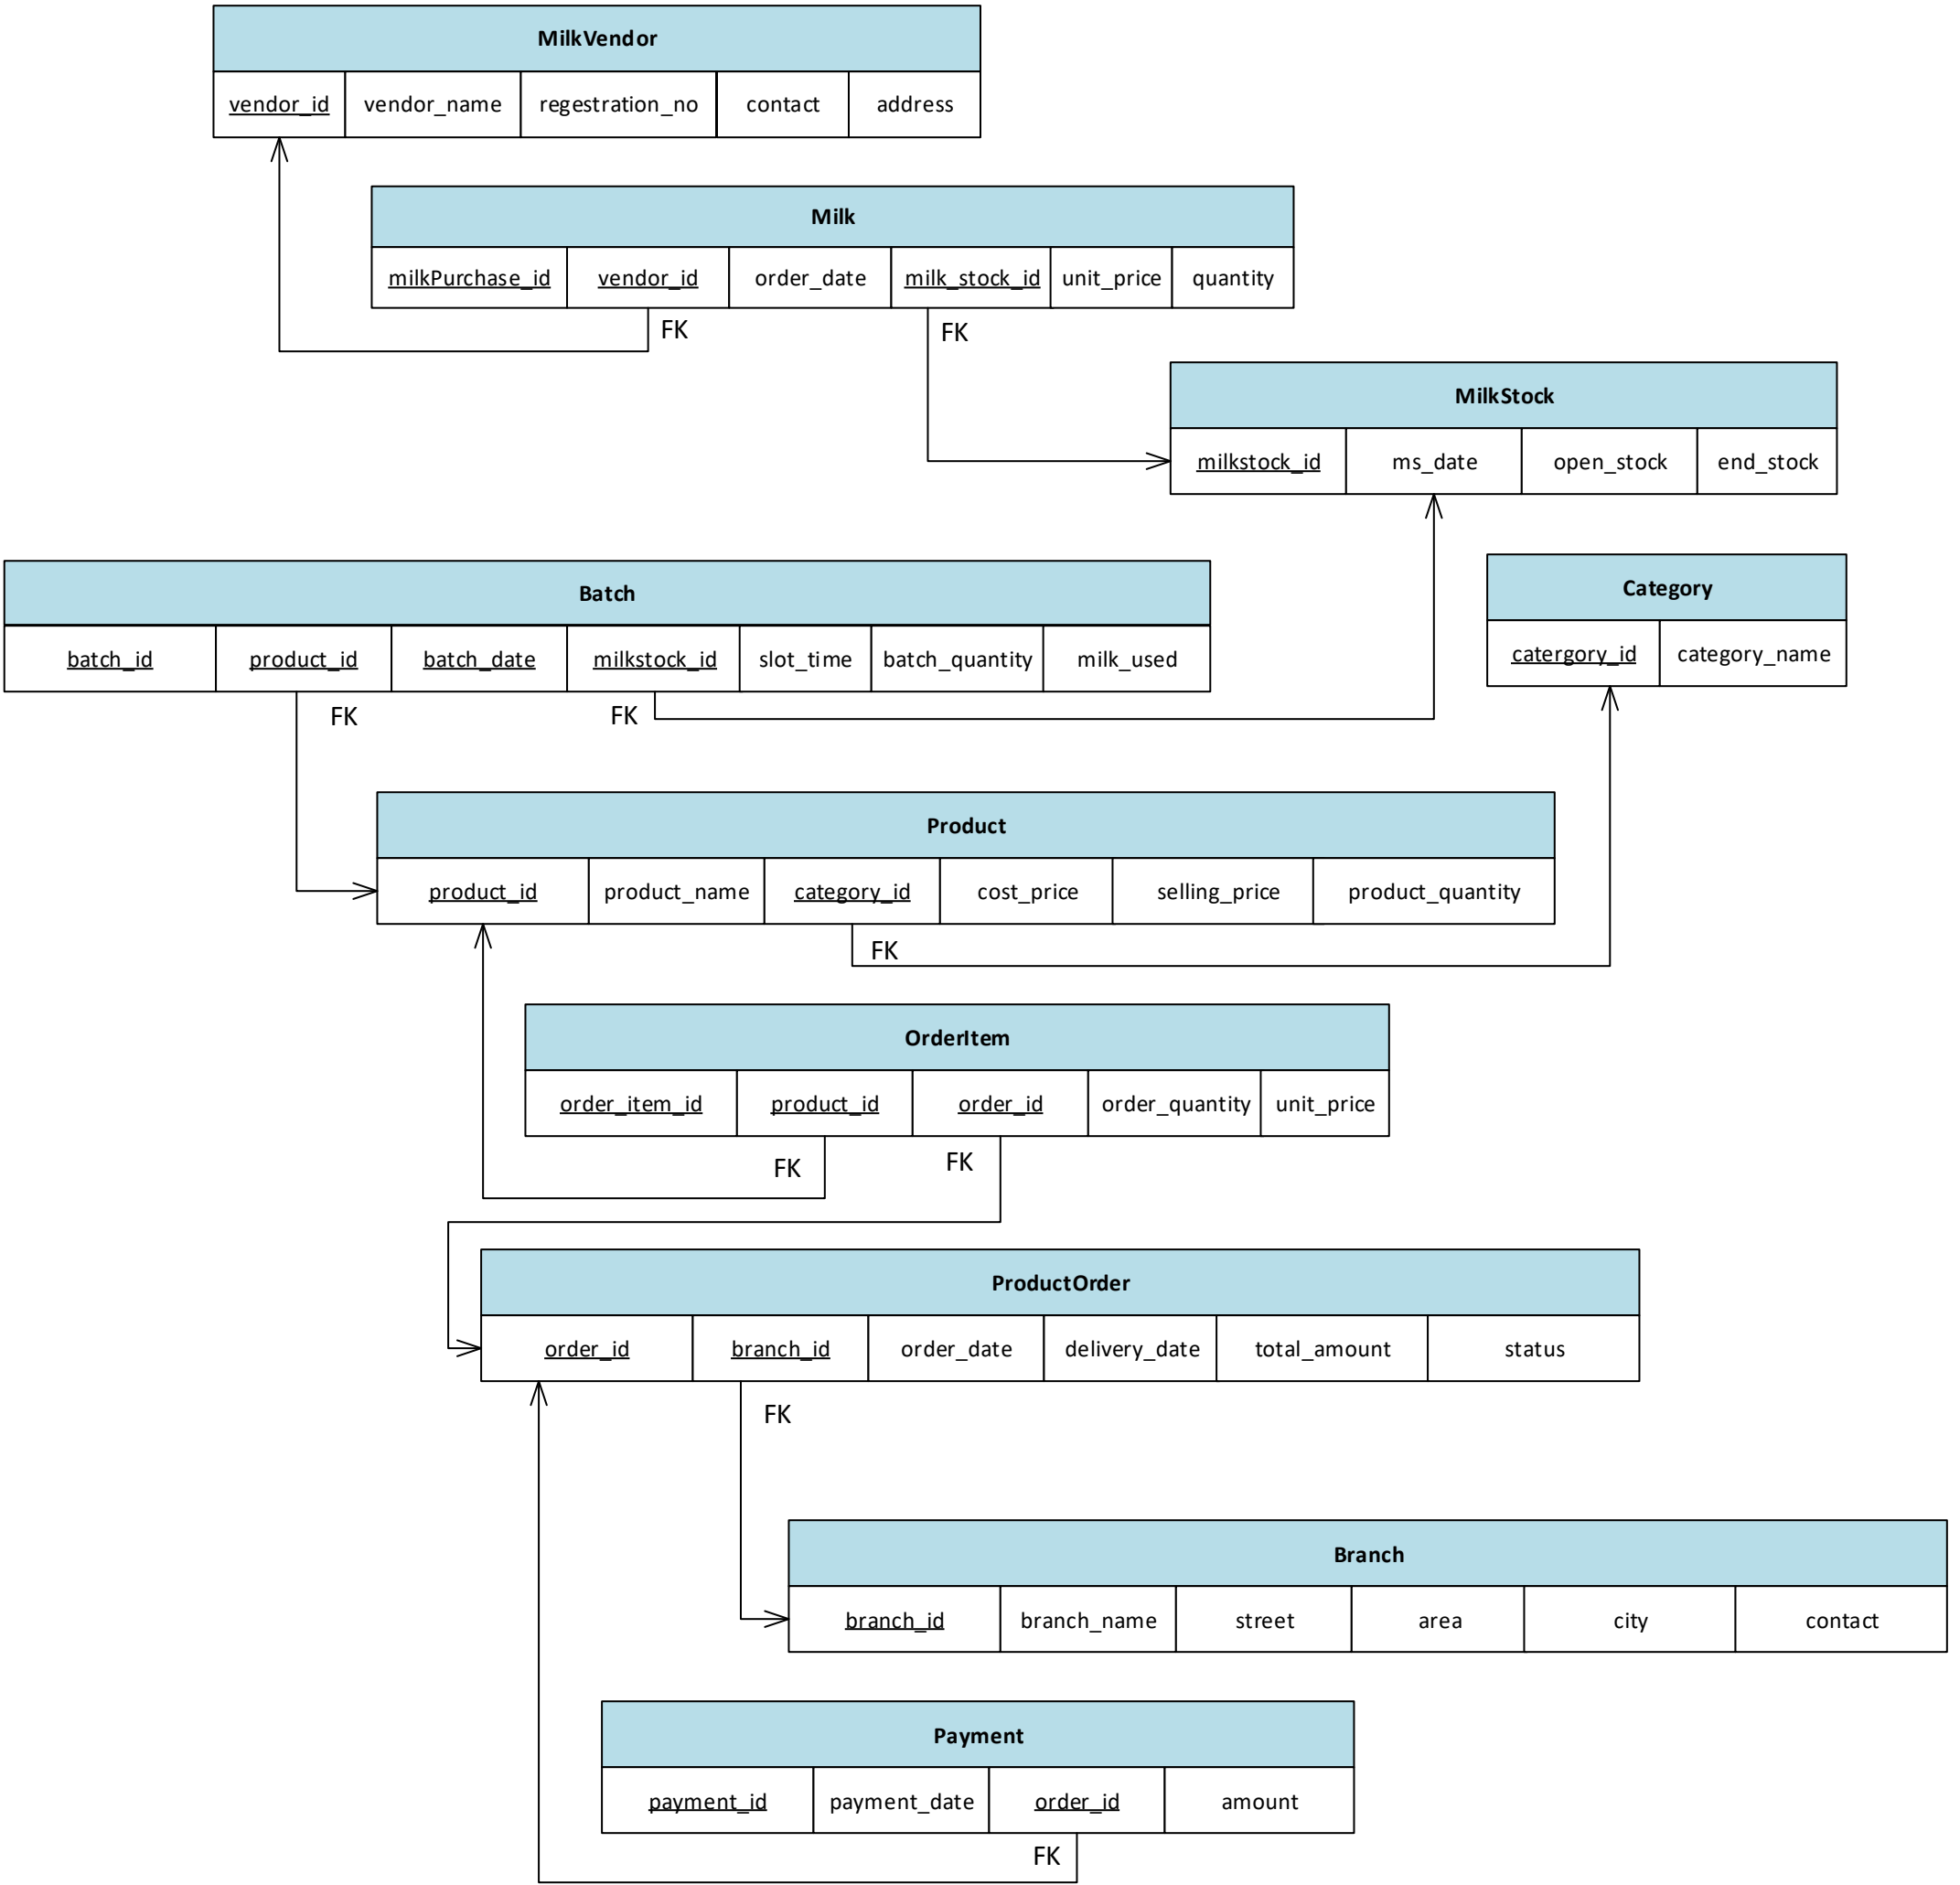 MilkVendor
vendor_id vendor_name regestration_no contact address
Milk
milkPurchase_id vendor_id order_date milk_stock_id unit_price quantity
FK FK
MilkStock
milkstock_id ms_date open_stock end_stock
Batch
batch_id product_id batch_date milkstock_id slot_time batch_quantity milk_used
FK FK
Category
catergory_id category_name
Product
product_id product_name category_id cost_price selling_price product_quantity
FK
OrderItem
order_item_id product_id order_id order_quantity unit_price
FK FK
ProductOrder
order_id branch_id order_date delivery_date total_amount status
FK
Branch
branch_id branch_name street area city contact
Payment
payment_id payment_date order_id amount
FK